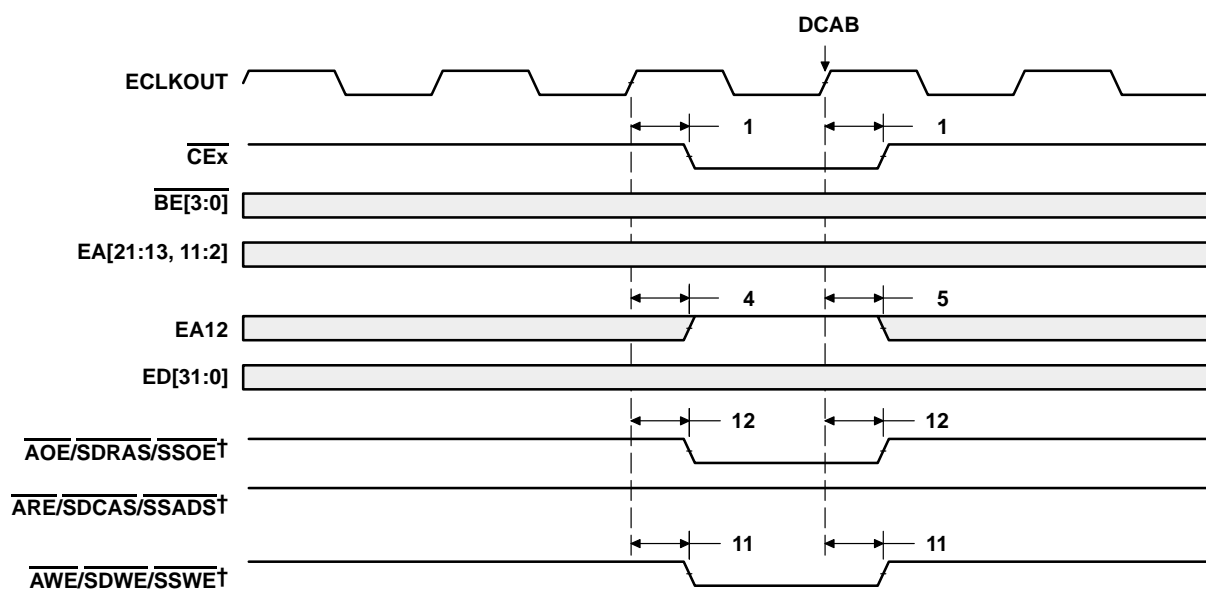 DCAB
ECLKOUT
1 1
CEx
BE[3:0]
EA[21:13, 11:2]
4 5
EA12
ED[31:0]
12 12
AOE/SDRAS/SSOE†
ARE/SDCAS/SSADS†
11 11
AWE/SDWE/SSWE†